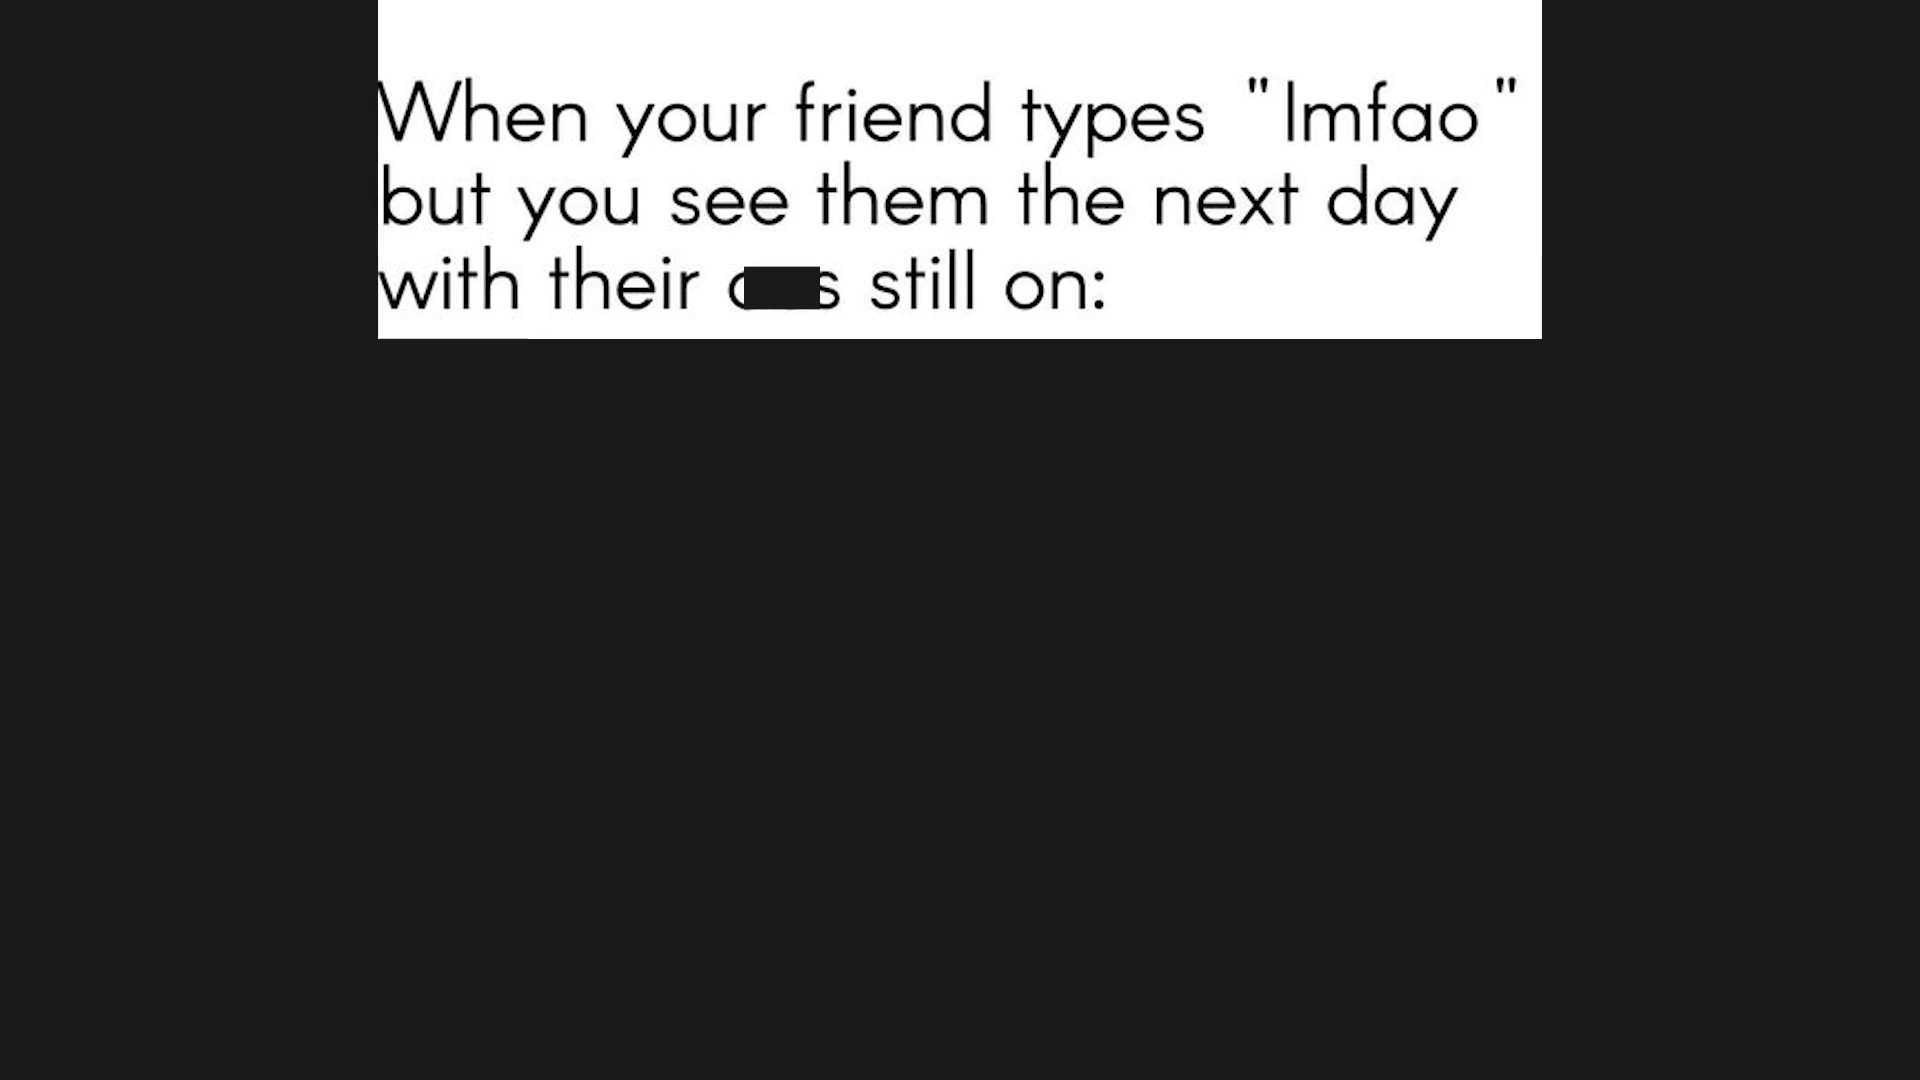 When your friend types "lmfao"
but you see them the next day
with their still on: